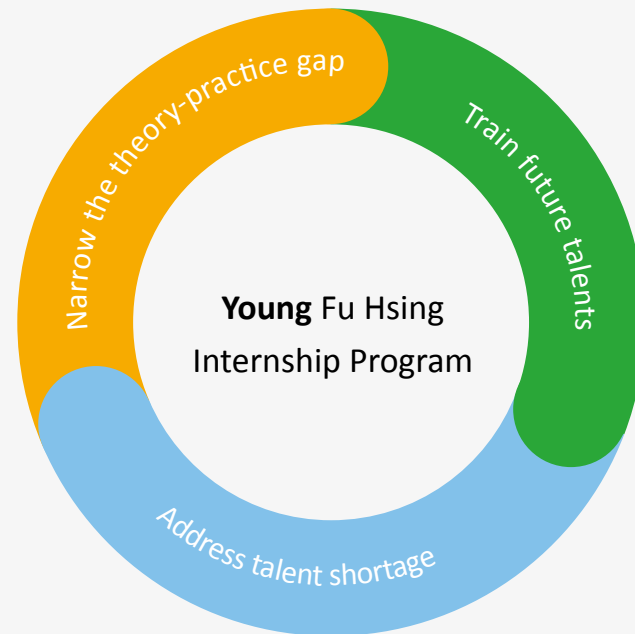 Narrow the theory-practice gap
Train future talents
Young Fu Hsing
Internship Program
Address talent shortage